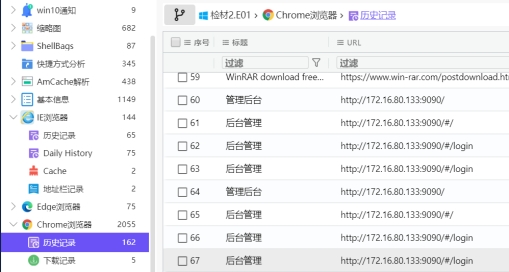 win10通知 9
缩略图 682
ShellBags 87
快捷方式分析 345
AmCache解析 438
基本信息 1149
IE浏览器 144
历史记录 65
Daily History 75
Cache 2
地址栏记录 2
Edge浏览器 75
Chrome浏览器 2055
历史记录 162
下载记录 5
检材2.E01 > Chrome浏览器 > 历史记录
序号 标题 URL
过滤 过滤
59 WinRAR download free... https://www.win-rar.com/postdownload.ht
60 管理后台 http://172.16.80.133:9090/
61 后台管理 http://172.16.80.133:9090/#/
62 后台管理 http://172.16.80.133:9090/#/login
63 后台管理 http://172.16.80.133:9090/#/login
64 管理后台 http://172.16.80.133:9090/
65 后台管理 http://172.16.80.133:9090/#/
66 后台管理 http://172.16.80.133:9090/#/login
67 后台管理 http://172.16.80.133:9090/#/login